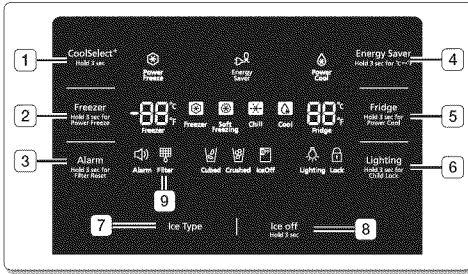 1
CoolSelect+
Hold 3 sec
Power
Freeze
Energy
Saver
Power
Cool
Energy Saver
Hold 3 sec for °C↔°F
4
2
Freezer
Hold 3 sec for
Power Freeze
-88 °C °F
Freezer
Freezer
Soft
Freezing
Chill
Cool
88 °C °F
Fridge
Fridge
Hold 3 sec for
Power Cool
5
3
Alarm
Hold 3 sec for
Filter Reset
Alarm
Filter
Cubed
Crushed
IceOff
Lighting
Lock
Lighting
Hold 3 sec for
Child Lock
6
9
7
Ice Type
Ice off
Hold 3 sec
8